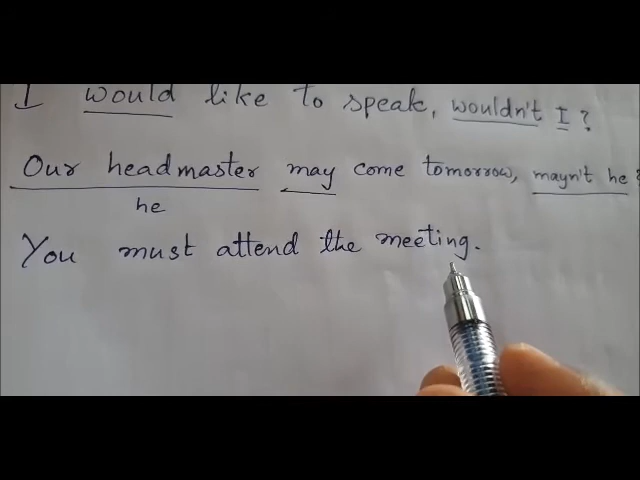 I would like to speak, wouldn't I?
Our headmaster may come tomorrow, mayn't he?
he
You must attend the meeting.